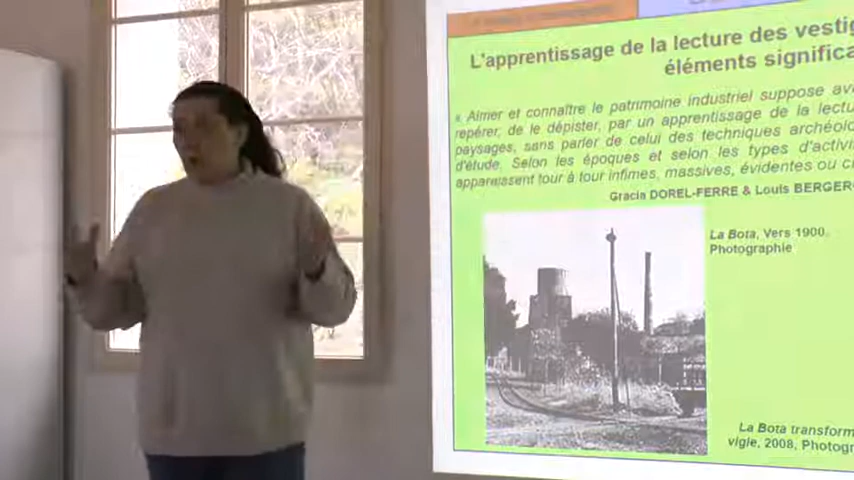 L'apprentissage de la lecture des vestig
éléments significa
« Aimer et connaître le patrimoine industriel suppose
repérer, de le dépister, par un apprentissage de la lectur
paysages, sans parler de celui des techniques archéol
d'étude. Selon les époques et selon les types d'activi
apparaissent tour à tour infimes, massives, évidentes ou
Gracia DOREL-FERRE & Louis BERGER
La Bota, Vers 1900.
Photographie
La Bota transform
vigie, 2008, Photogr